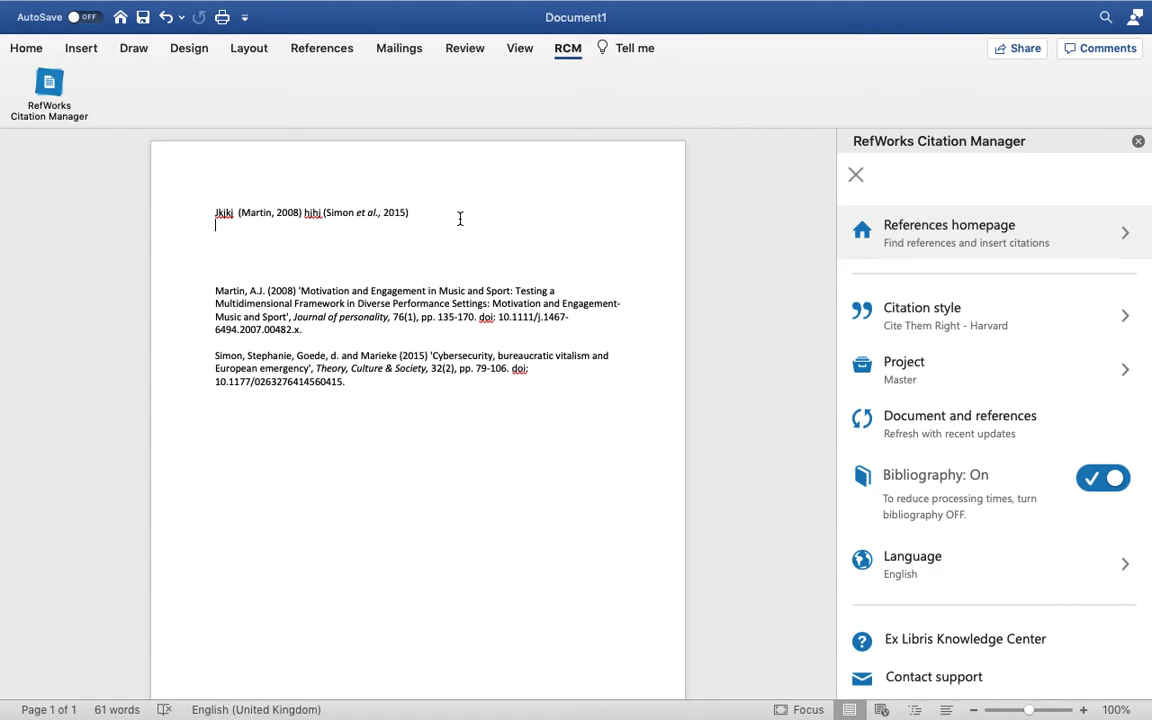 AutoSave OFF Document1
Home Insert Draw Design Layout References Mailings Review View RCM Tell me Share Comments
RefWorks
Citation Manager
Jkjkj (Martin, 2008) hjhj (Simon et al., 2015)
Martin, A.J. (2008) 'Motivation and Engagement in Music and Sport: Testing a
Multidimensional Framework in Diverse Performance Settings: Motivation and Engagement-
Music and Sport', Journal of personality, 76(1), pp. 135-170. doi: 10.1111/j.1467-
6494.2007.00482.x.
Simon, Stephanie, Goede, d. and Marieke (2015) 'Cybersecurity, bureaucratic vitalism and
European emergency', Theory, Culture & Society, 32(2), pp. 79-106. doi:
10.1177/0263276414560415.
RefWorks Citation Manager
References homepage
Find references and insert citations
Citation style
Cite Them Right - Harvard
Project
Master
Document and references
Refresh with recent updates
Bibliography: On
To reduce processing times, turn
bibliography OFF.
Language
English
Ex Libris Knowledge Center
Contact support
Page 1 of 1 61 words English (United Kingdom) Focus 100%